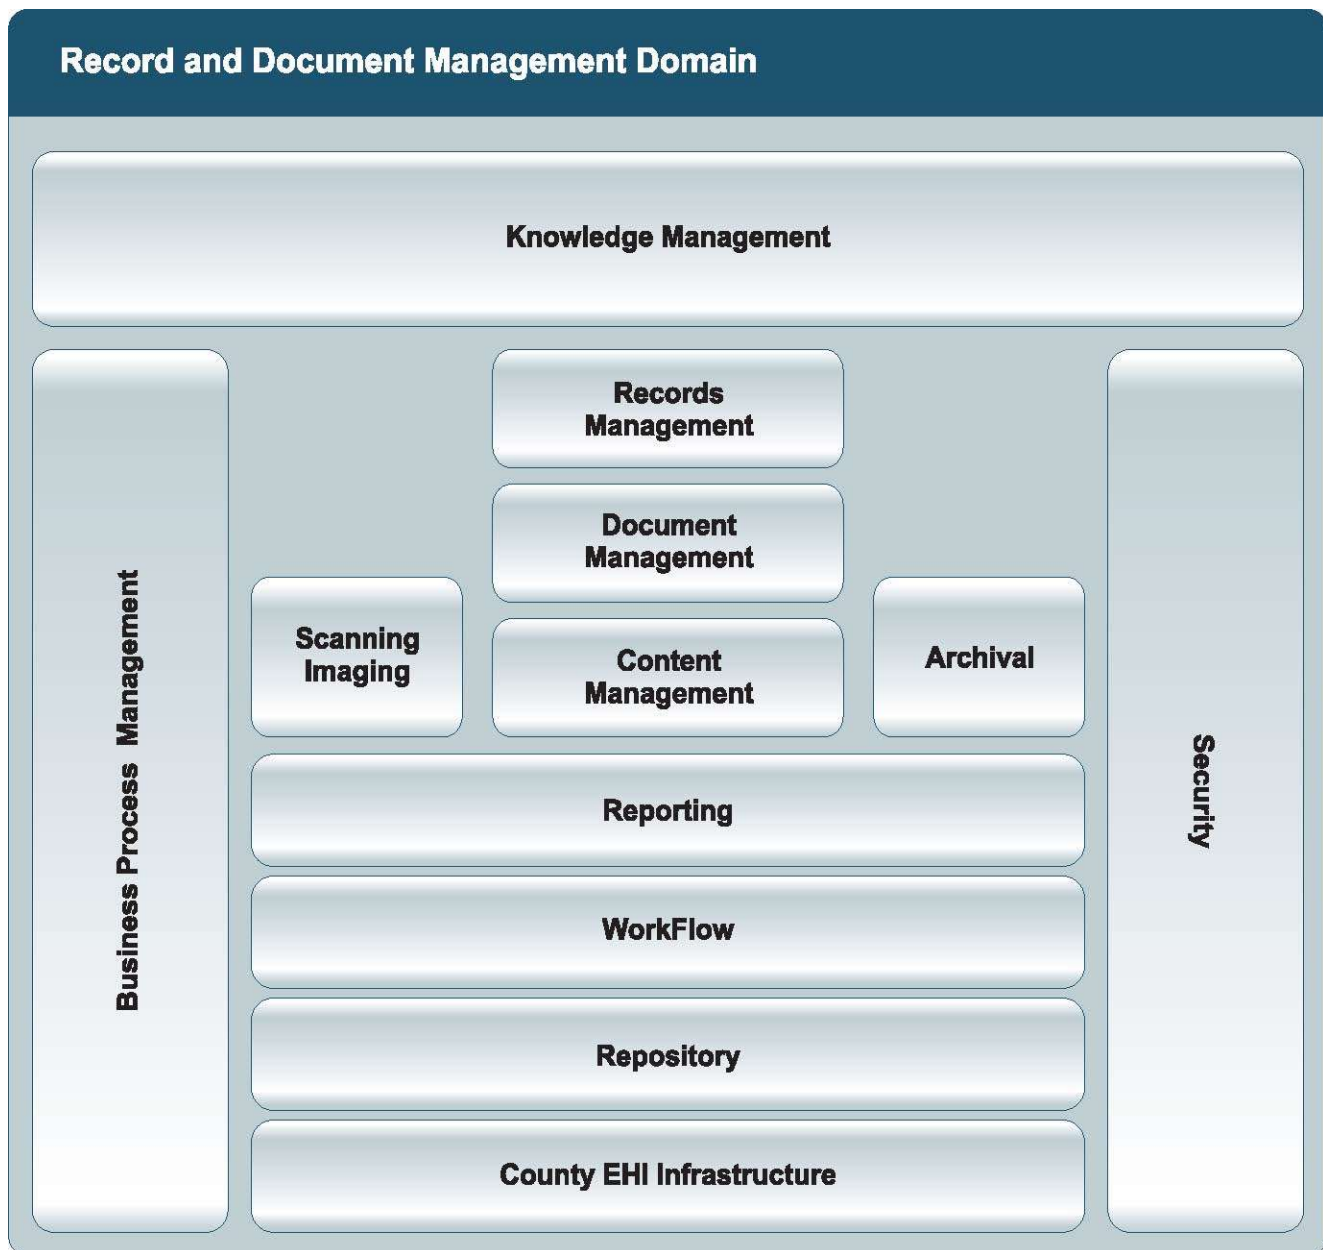 Record and Document Management Domain
Knowledge Management
Records
Management
Document
Management
Scanning
Imaging
Content
Management
Archival
Business Process Management
Security
Reporting
WorkFlow
Repository
County EHI Infrastructure